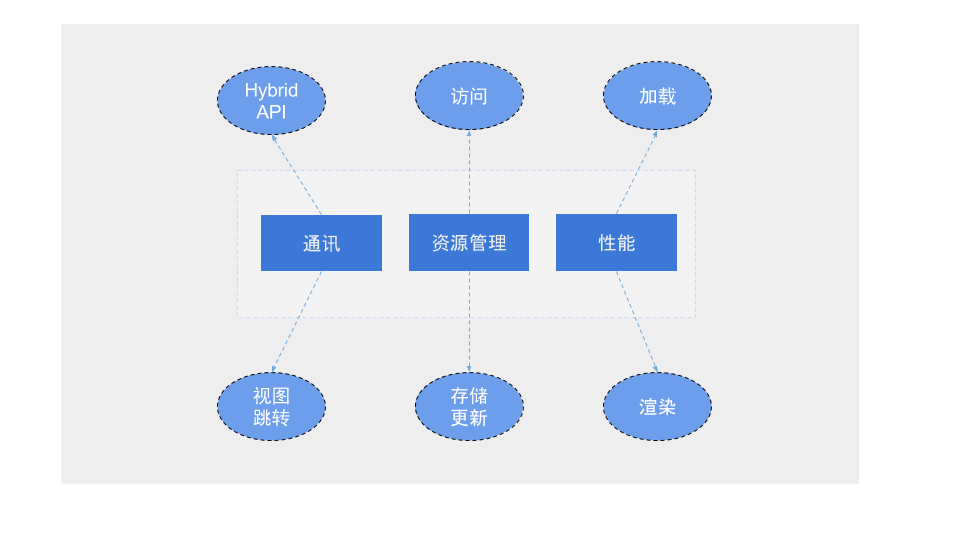 Hybrid
API
访问
加载
通讯
资源管理
性能
视图
跳转
存储
更新
渲染